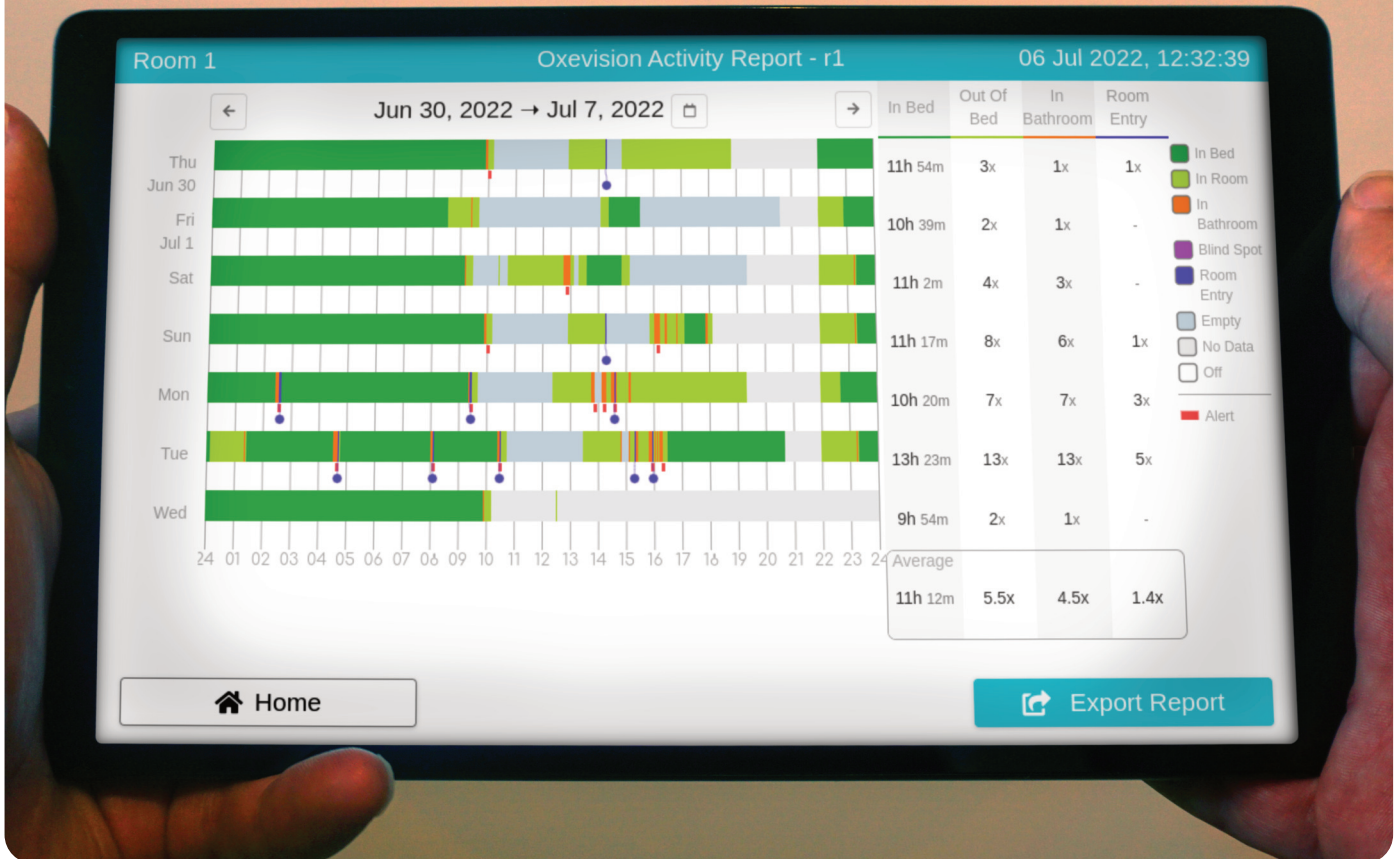 Room 1
Oxevision Activity Report - r1
06 Jul 2022, 12:32:39
Jun 30, 2022 → Jul 7, 2022
In Bed
Out Of
Bed
In
Bathroom
Room
Entry
Thu
Jun 30
11h 54m 3x 1x 1x
Fri
Jul 1
10h 39m 2x 1x -
Sat
11h 2m 4x 3x -
Sun
11h 17m 8x 6x 1x
Mon
10h 20m 7x 7x 3x
Tue
13h 23m 13x 13x 5x
Wed
9h 54m 2x 1x -
24 01 02 03 04 05 06 07 08 09 10 11 12 13 14 15 16 17 18 19 20 21 22 23 24
Average
11h 12m 5.5x 4.5x 1.4x
In Bed
In Room
In
Bathroom
Blind Spot
Room
Entry
Empty
No Data
Off
Alert
Home
Export Report